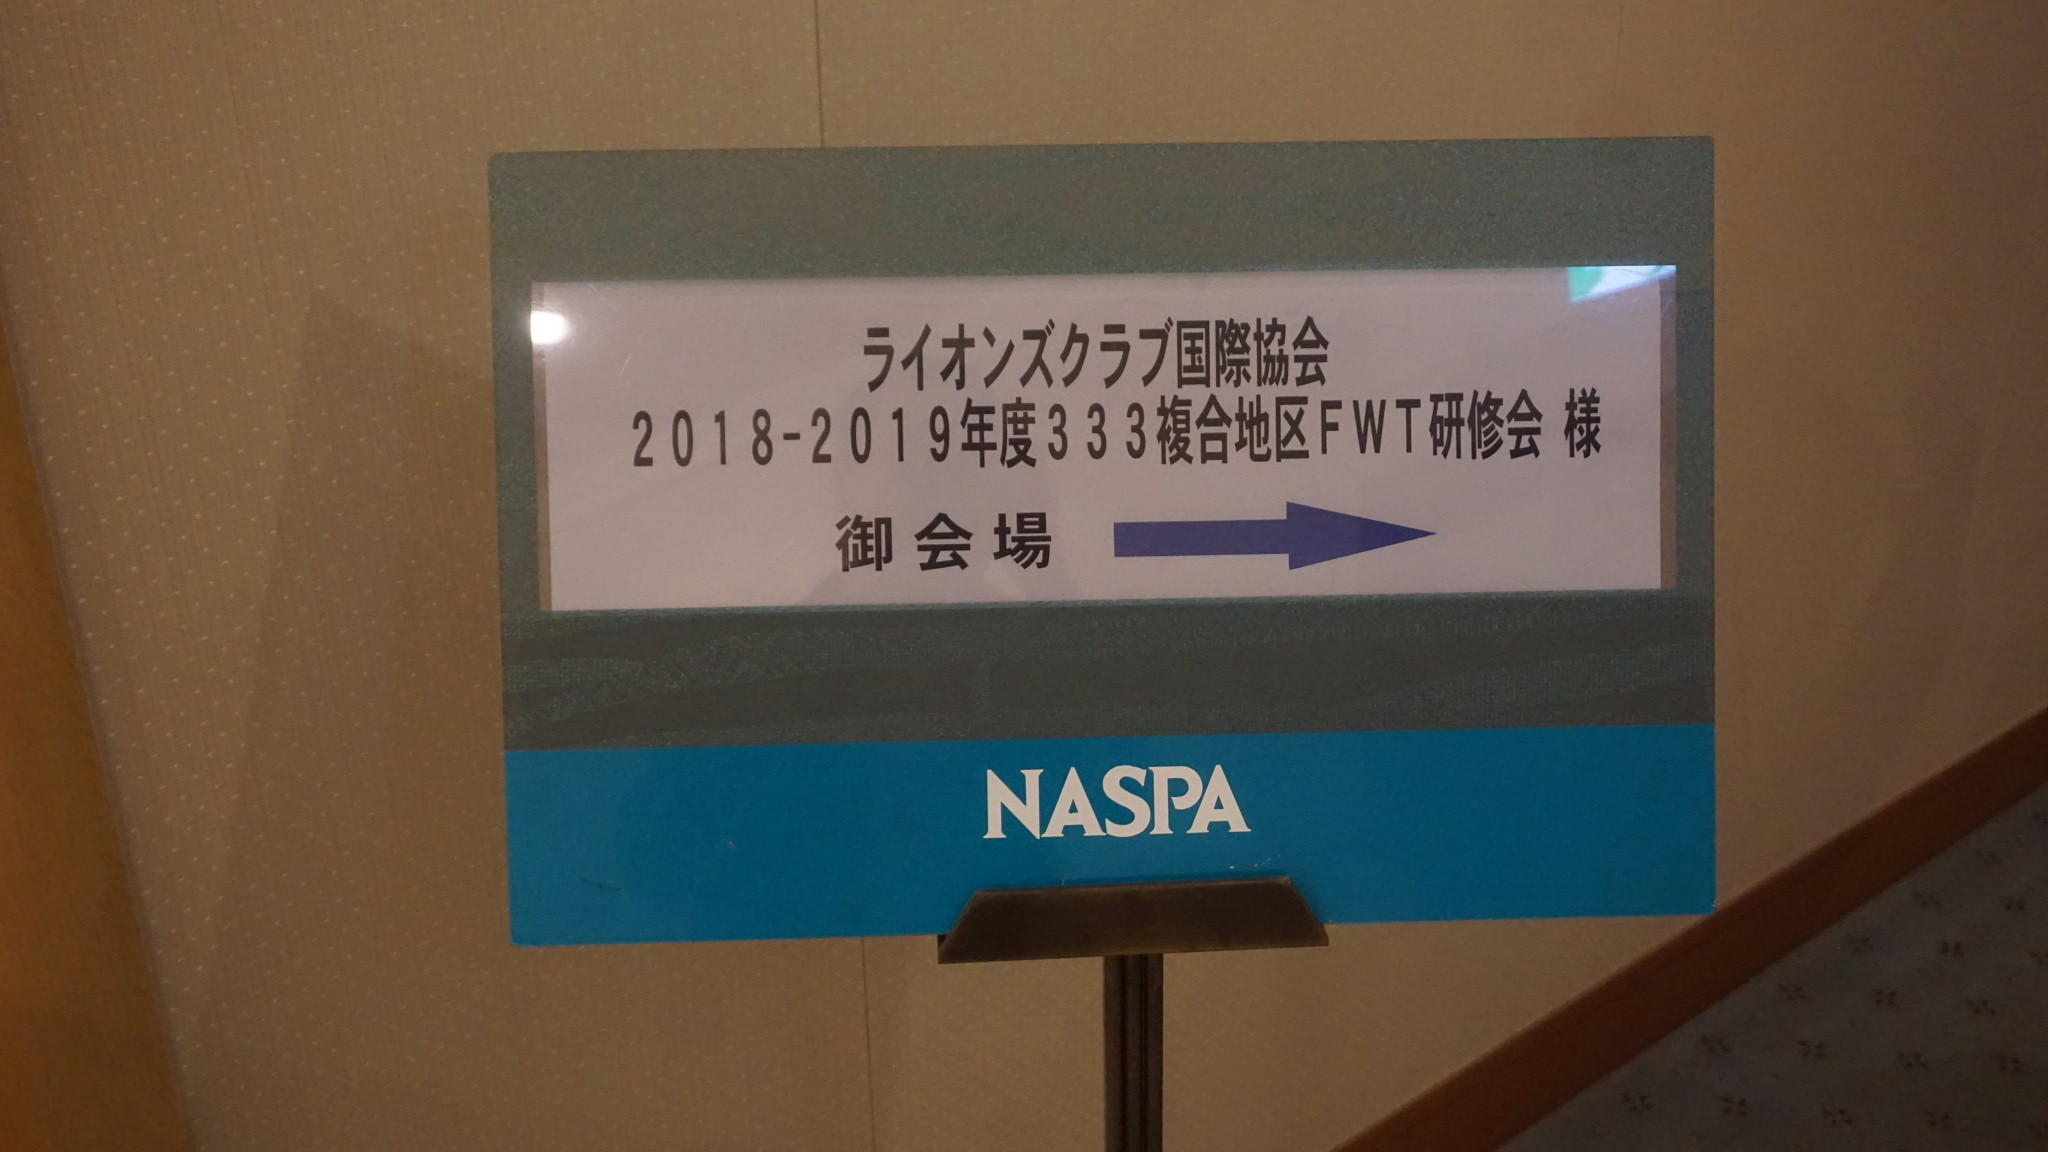 ライオンズクラブ国際協会
２０１８-２０１９年度３３３複合地区ＦＷＴ研修会 様
御会場
NASPA